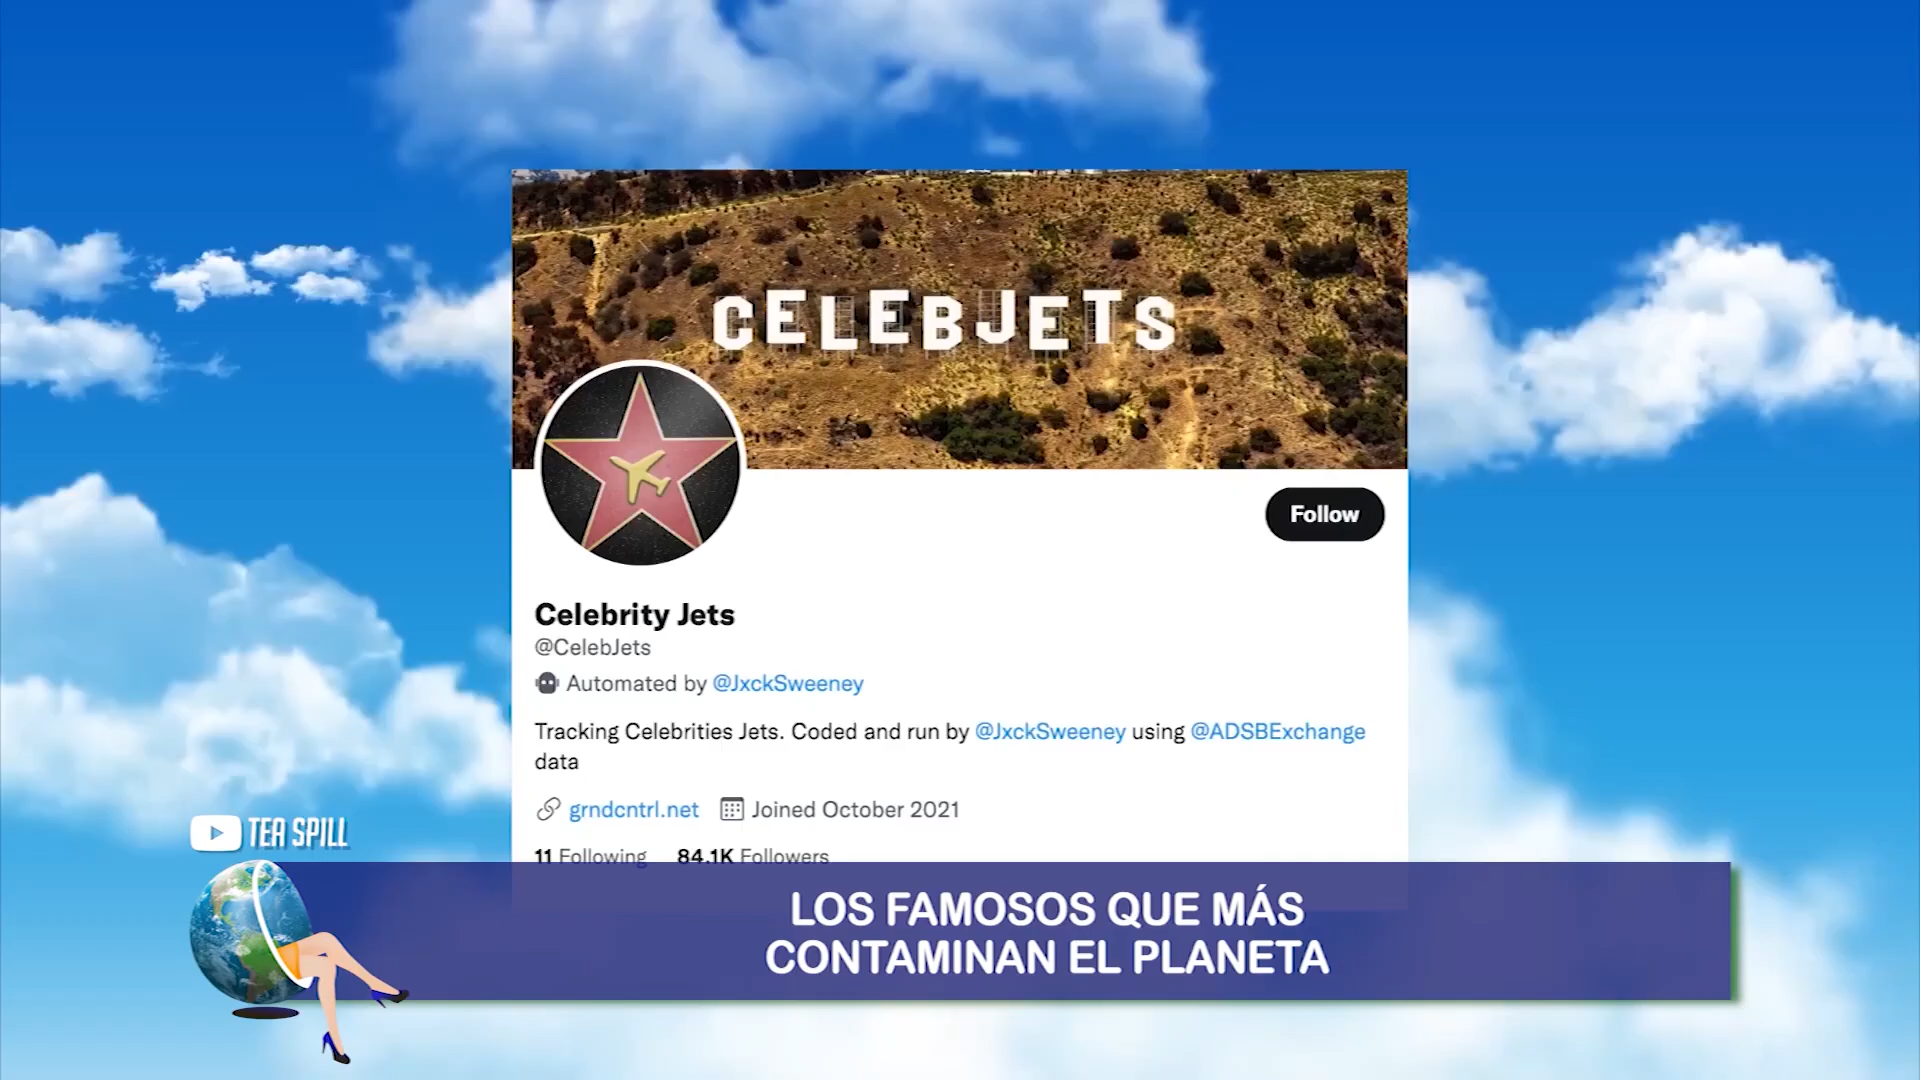 CELEBJETS
Follow
Celebrity Jets
@CelebJets
Automated by @JxckSweeney
Tracking Celebrities Jets. Coded and run by @JxckSweeney using @ADSBExchange
data
grndcntrl.net Joined October 2021
11 Following 84.1K Followers
TEA SPILL
LOS FAMOSOS QUE MÁS
CONTAMINAN EL PLANETA